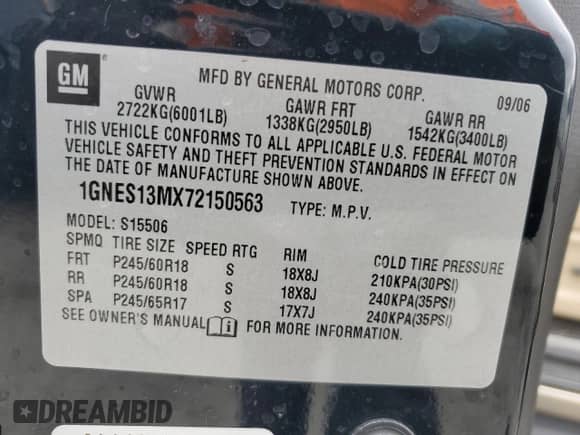 GM
MFD BY GENERAL MOTORS CORP. 09/06
GVWR GAWR FRT GAWR RR
2722KG(6001LB) 1338KG(2950LB) 1542KG(3400LB)
THIS VEHICLE CONFORMS TO ALL APPLICABLE U.S. FEDERAL MOTOR
VEHICLE SAFETY AND THEFT PREVENTION STANDARDS IN EFFECT ON
THE DATE OF MANUFACTURE SHOWN ABOVE.
1GNES13MX72150563 TYPE: M.P.V.
MODEL: S15506
SPMQ TIRE SIZE SPEED RTG RIM COLD TIRE PRESSURE
FRT P245/60R18 S 18X8J 210KPA(30PSI)
RR P245/60R18 S 18X8J 240KPA(35PSI)
SPA P245/65R17 S 17X7J 240KPA(35PSI)
SEE OWNER'S MANUAL FOR MORE INFORMATION.
DREAMBID